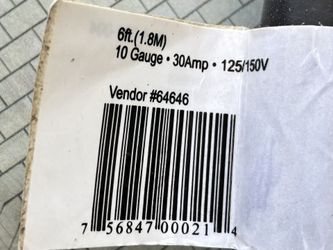 6ft.(1.8M)
10 Gauge • 30Amp • 125/150V
Vendor #64646
7 56847 00021 4